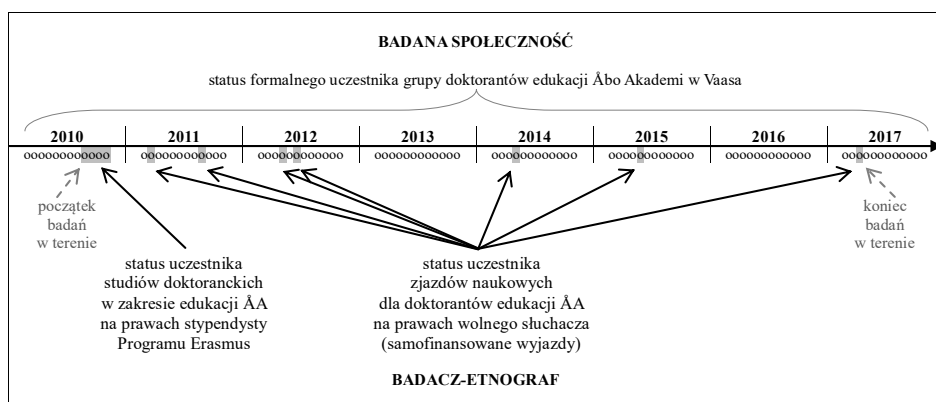 BADANA SPOŁECZNOŚĆ
status formalnego uczestnika grupy doktorantów edukacji Åbo Akademi w Vaasa
2010 2011 2012 2013 2014 2015 2016 2017
oooooooooooo oooooooooooo oooooooooooo oooooooooooo oooooooooooo oooooooooooo oooooooooooo oooooooooooo
początek
badań
w terenie
koniec
badań
w terenie
status uczestnika
studiów doktoranckich
w zakresie edukacji ÅA
na prawach stypendysty
Programu Erasmus
status uczestnika
zjazdów naukowych
dla doktorantów edukacji ÅA
na prawach wolnego słuchacza
(samofinansowane wyjazdy)
BADACZ-ETNOGRAF